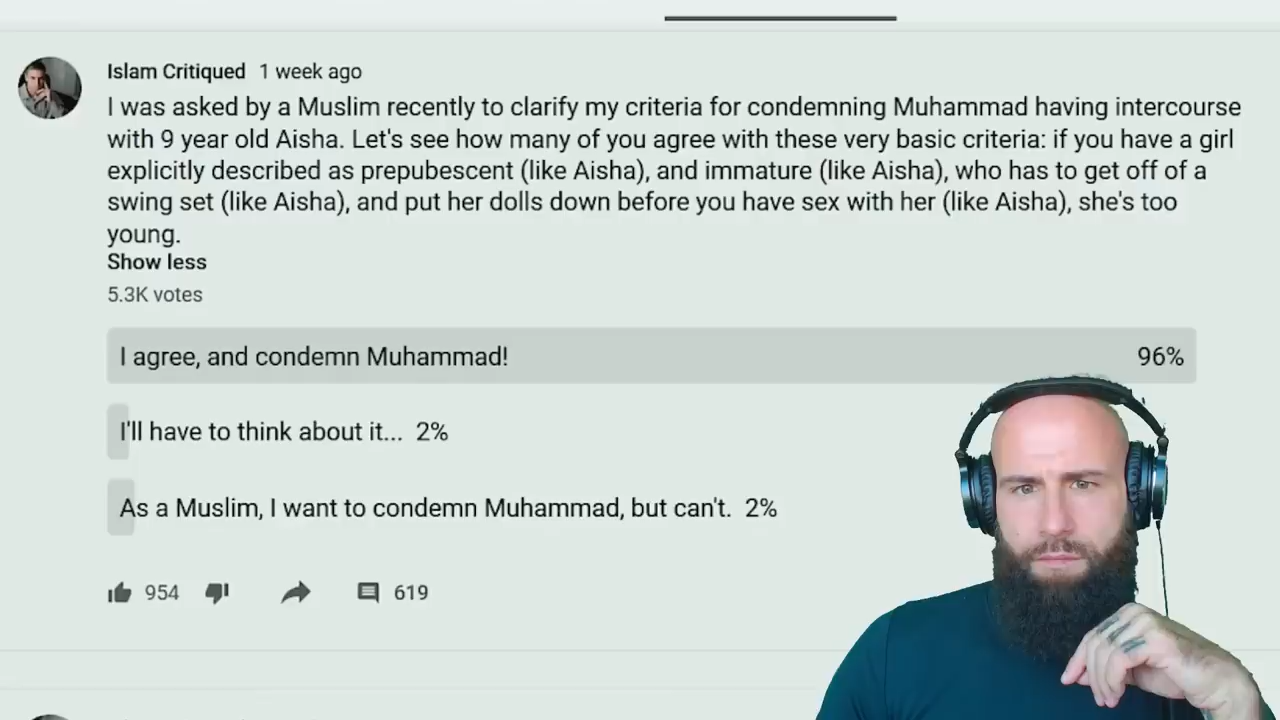 Islam Critiqued 1 week ago
I was asked by a Muslim recently to clarify my criteria for condemning Muhammad having intercourse
with 9 year old Aisha. Let's see how many of you agree with these very basic criteria: if you have a girl
explicitly described as prepubescent (like Aisha), and immature (like Aisha), who has to get off of a
swing set (like Aisha), and put her dolls down before you have sex with her (like Aisha), she's too
young.
Show less
5.3K votes
I agree, and condemn Muhammad! 96%
I'll have to think about it... 2%
As a Muslim, I want to condemn Muhammad, but can't. 2%
954 619